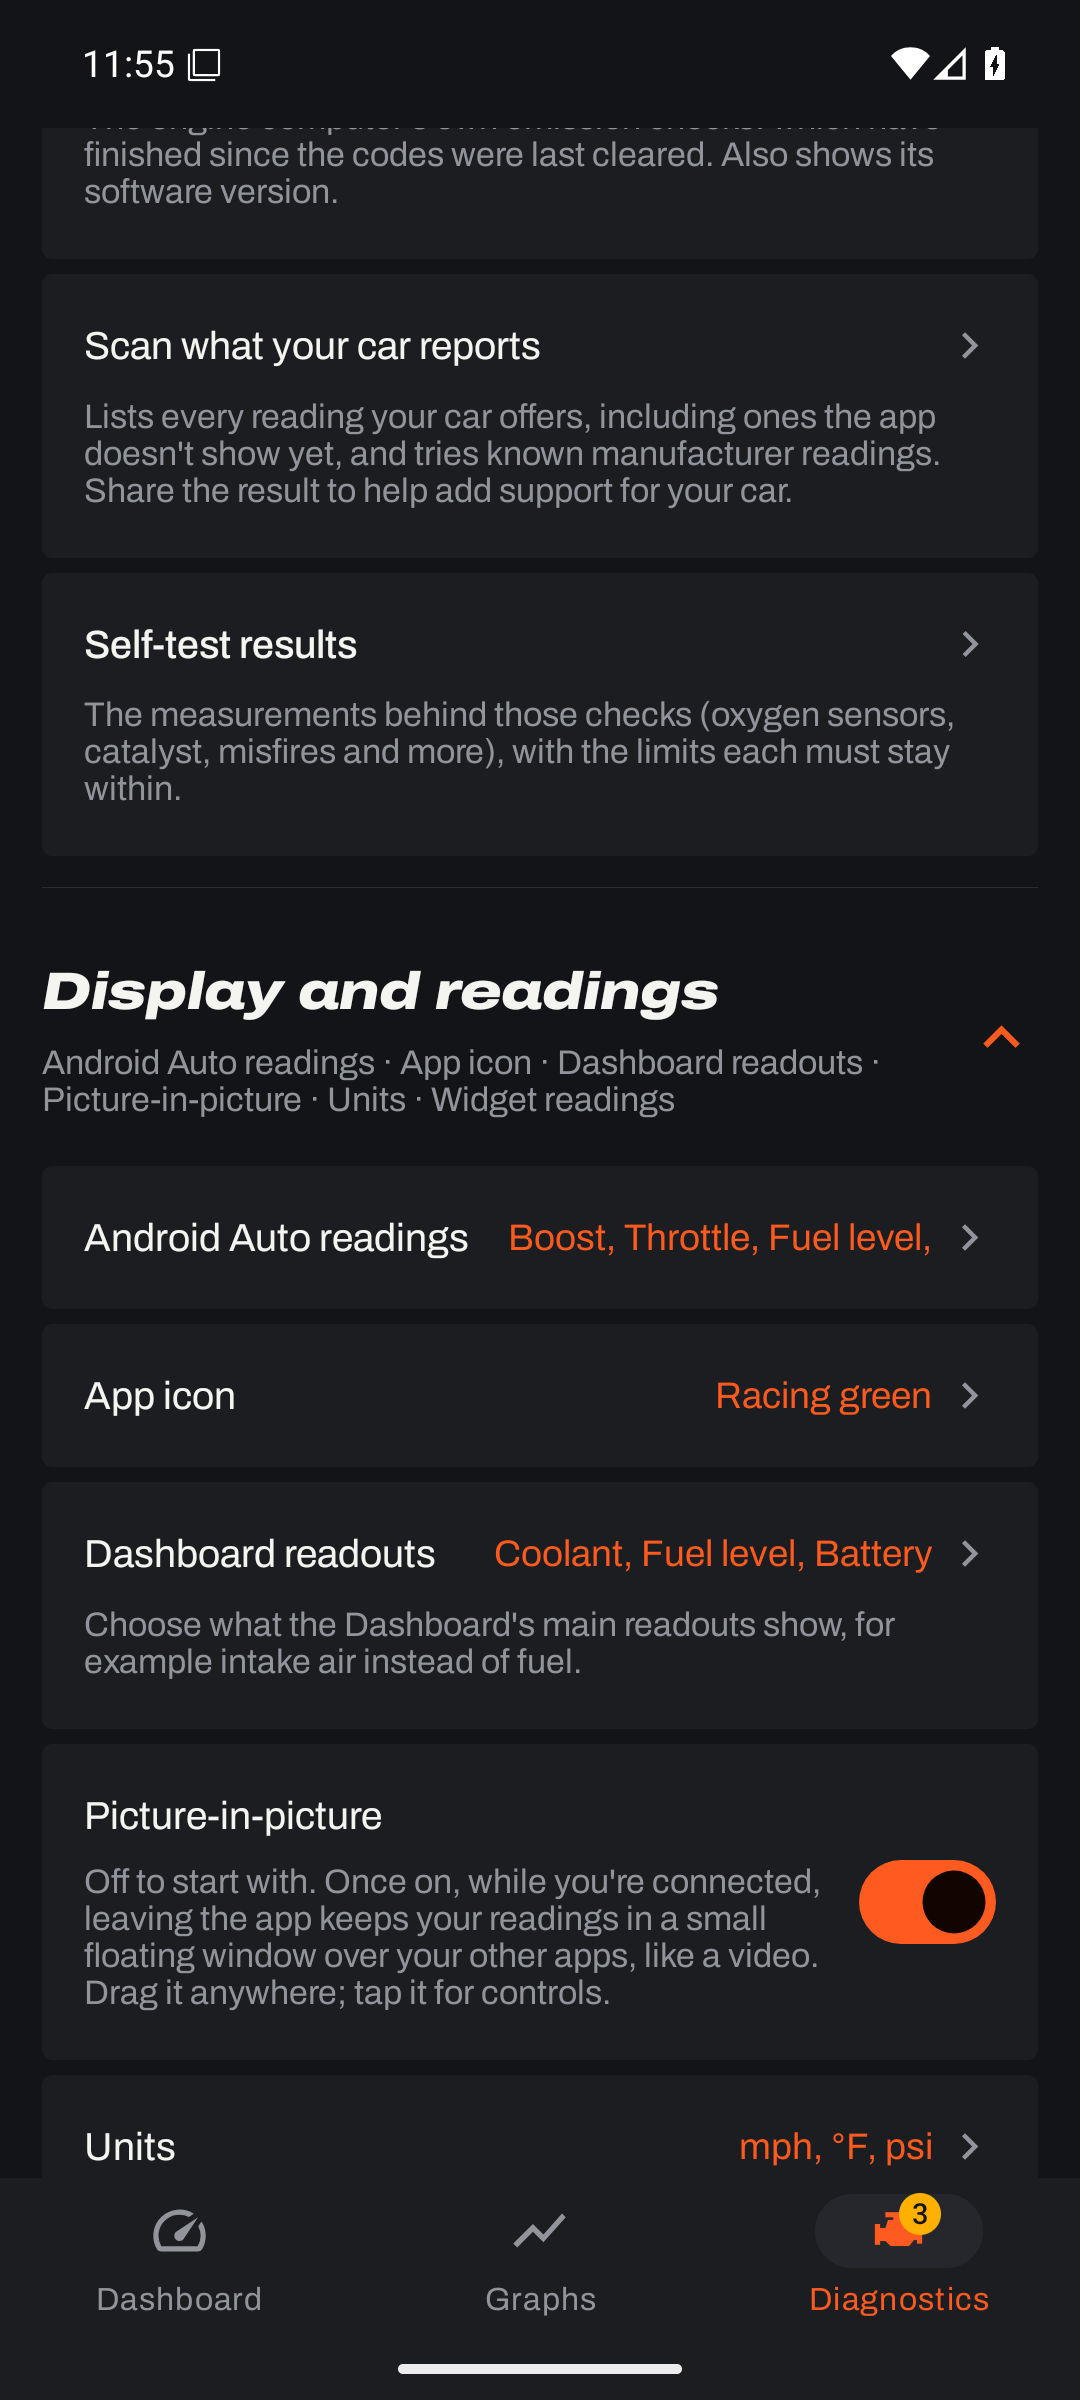 11:55
finished since the codes were last cleared. Also shows its
software version.
Scan what your car reports
Lists every reading your car offers, including ones the app
doesn't show yet, and tries known manufacturer readings.
Share the result to help add support for your car.
Self-test results
The measurements behind those checks (oxygen sensors,
catalyst, misfires and more), with the limits each must stay
within.
Display and readings
Android Auto readings · App icon · Dashboard readouts ·
Picture-in-picture · Units · Widget readings
Android Auto readings Boost, Throttle, Fuel level,
App icon Racing green
Dashboard readouts Coolant, Fuel level, Battery
Choose what the Dashboard's main readouts show, for
example intake air instead of fuel.
Picture-in-picture
Off to start with. Once on, while you're connected,
leaving the app keeps your readings in a small
floating window over your other apps, like a video.
Drag it anywhere; tap it for controls.
Units mph, °F, psi
3
Dashboard Graphs Diagnostics